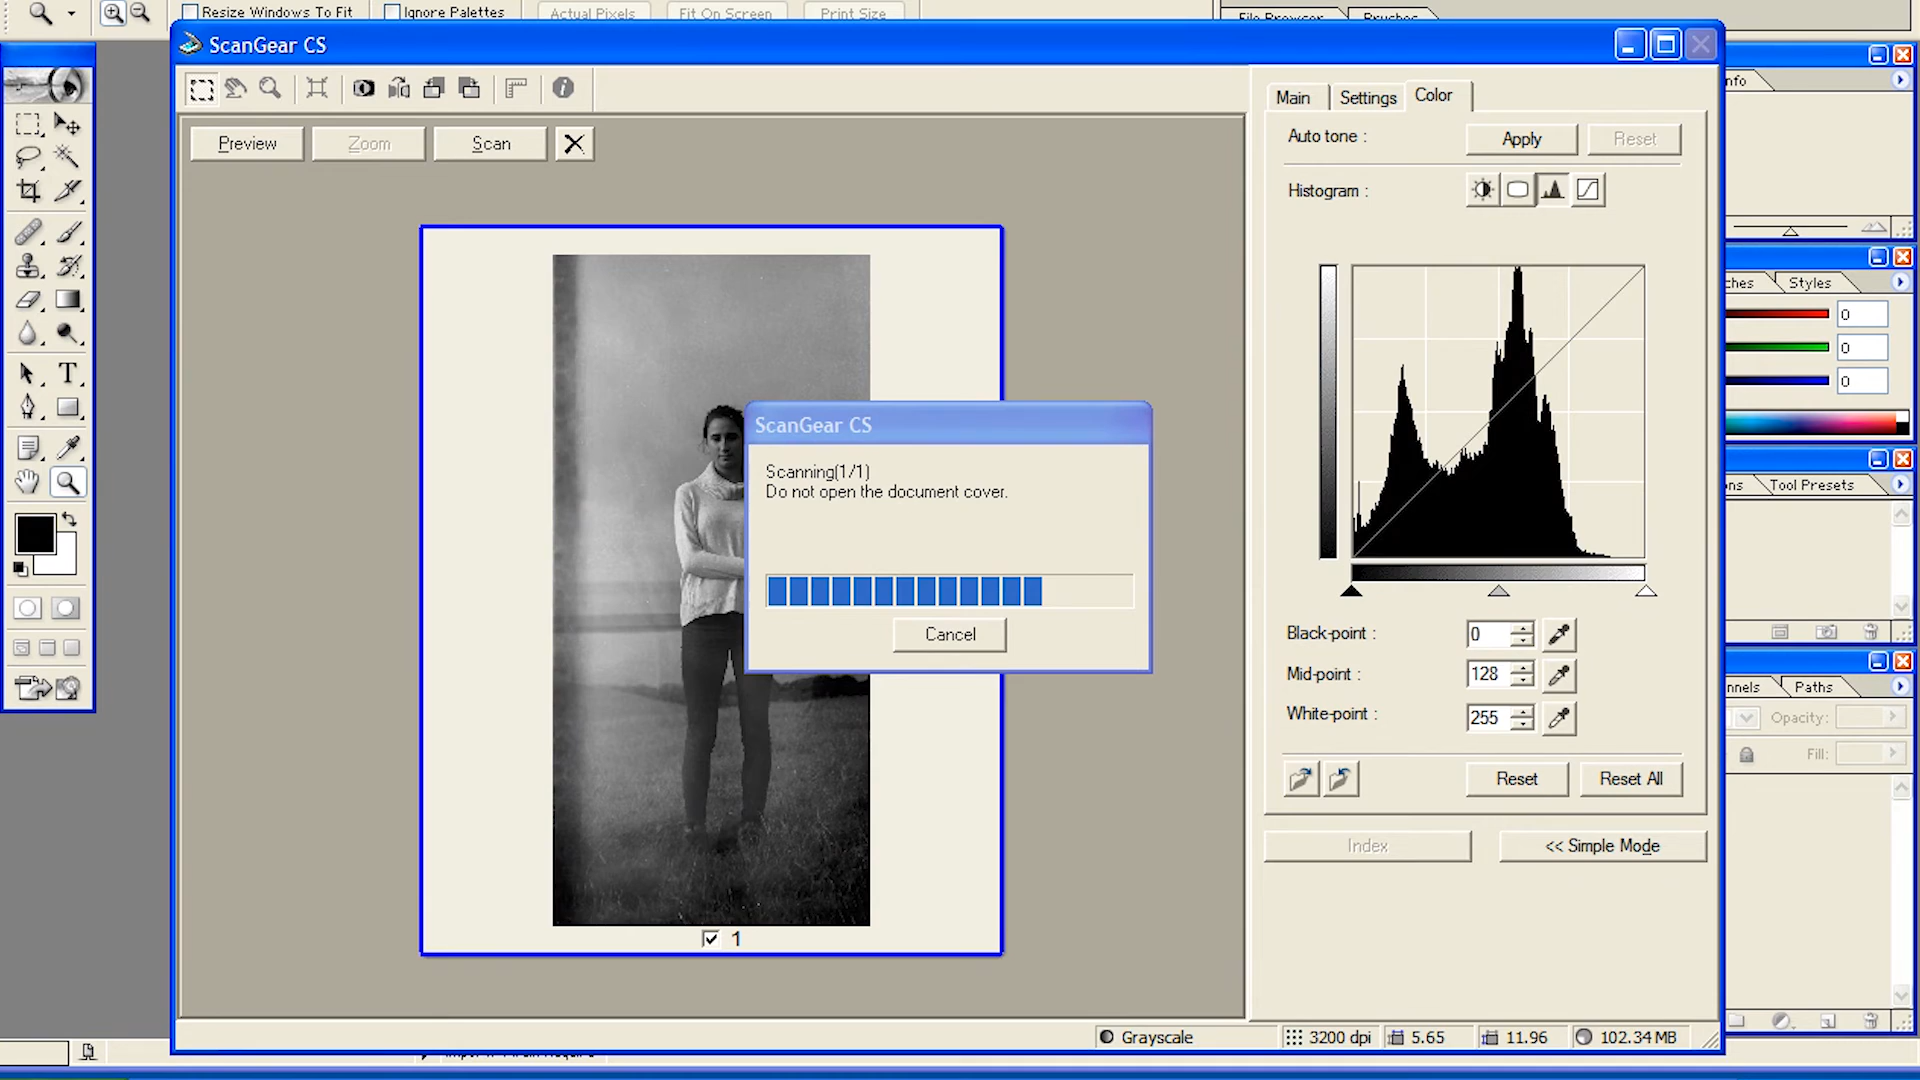 Resize Windows To Fit
Ignore Palettes
Actual Pixels
Fit On Screen
Print Size
File Browser
Brushes
ScanGear CS
Preview
Zoom
Scan
Main
Settings
Color
Auto tone :
Apply
Reset
Histogram :
Styles
0
0
0
ScanGear CS
Scanning(1/1)
Do not open the document cover.
Cancel
Tool Presets
Black-point :
0
Mid-point :
128
White-point :
255
Paths
Opacity:
Fill:
Reset
Reset All
Index
<< Simple Mode
1
Grayscale
3200 dpi
5.65
11.96
102.34 MB